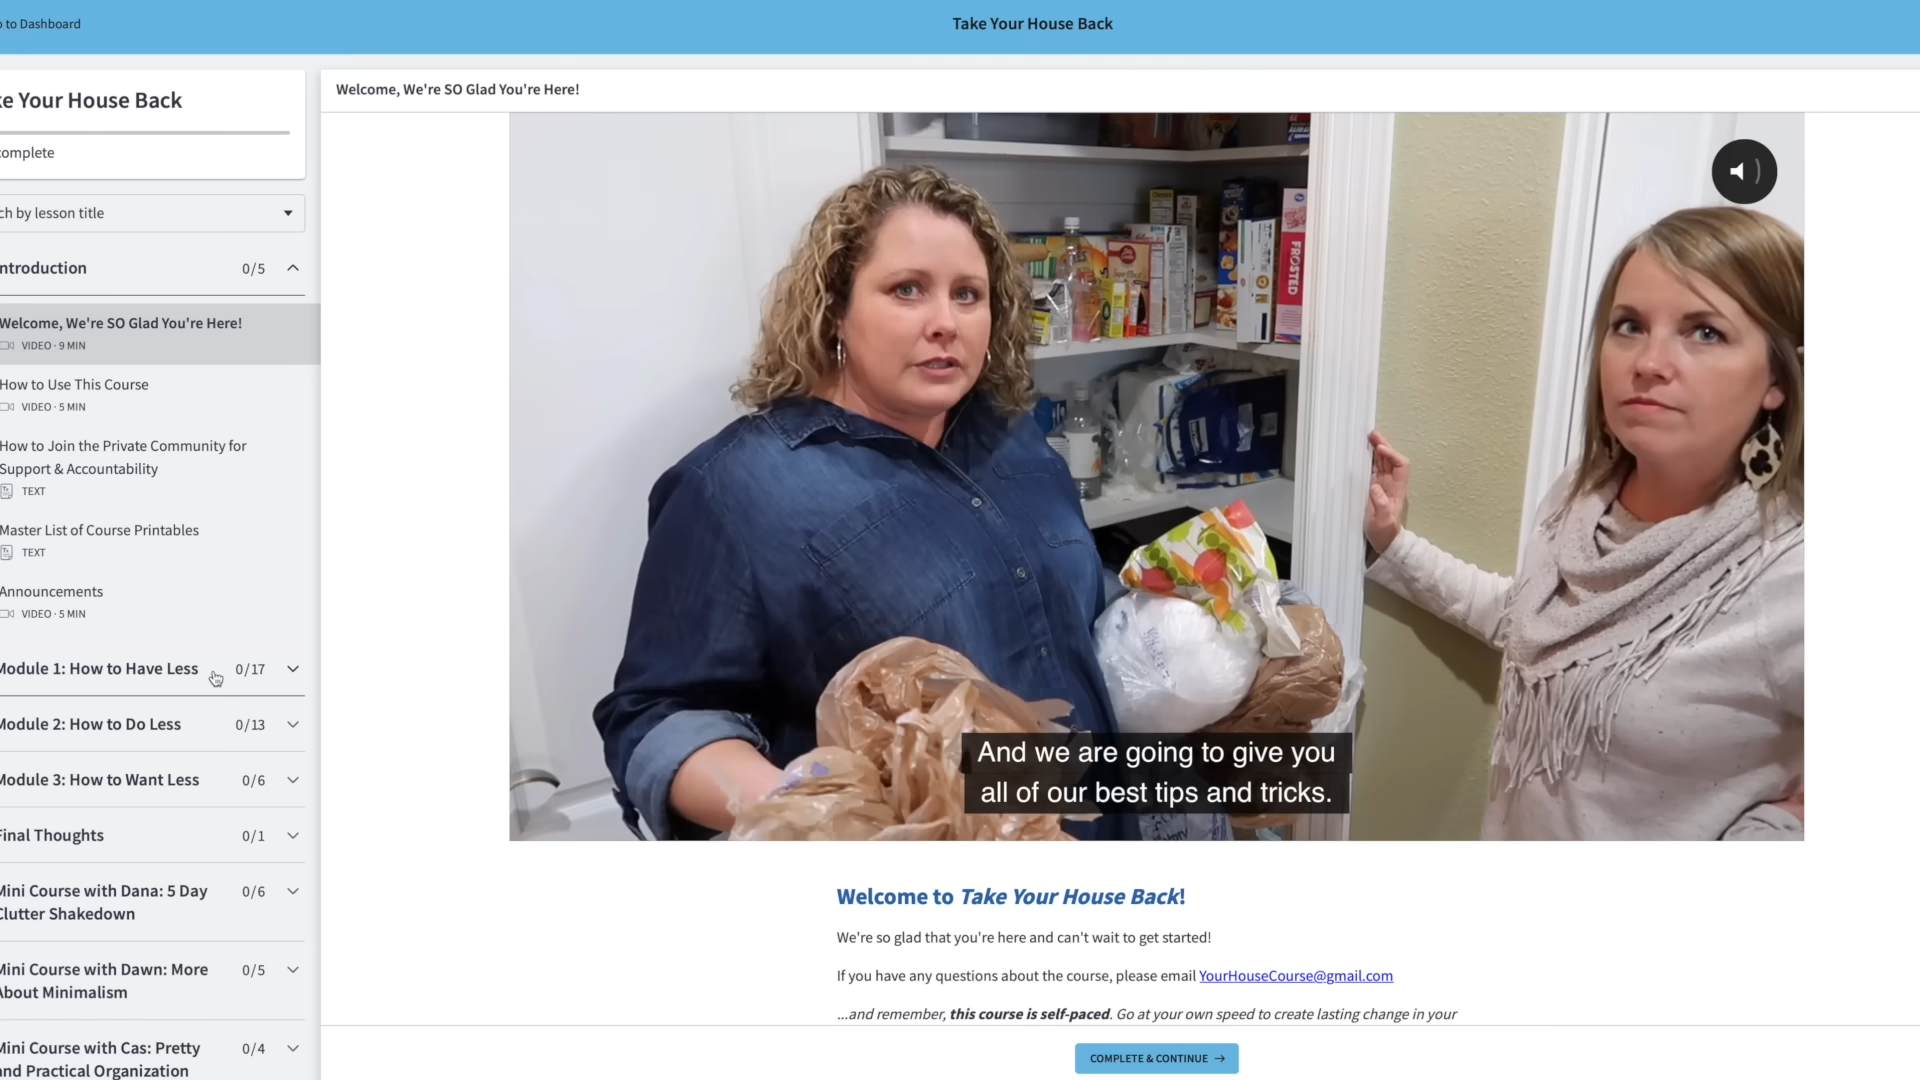 to Dashboard
Take Your House Back
ke Your House Back
omplete
ch by lesson title
ntroduction 0/5
Welcome, We're SO Glad You're Here!
VIDEO · 9 MIN
How to Use This Course
VIDEO · 5 MIN
How to Join the Private Community for
Support & Accountability
TEXT
Master List of Course Printables
TEXT
Announcements
VIDEO · 5 MIN
Module 1: How to Have Less 0/17
Module 2: How to Do Less 0/13
Module 3: How to Want Less 0/6
Final Thoughts 0/1
Mini Course with Dana: 5 Day 0/6
Clutter Shakedown
Mini Course with Dawn: More 0/5
About Minimalism
Mini Course with Cas: Pretty 0/4
and Practical Organization
Welcome, We're SO Glad You're Here!
FROSTED
And we are going to give you
all of our best tips and tricks.
Welcome to Take Your House Back!
We're so glad that you're here and can't wait to get started!
If you have any questions about the course, please email YourHouseCourse@gmail.com
...and remember, this course is self-paced. Go at your own speed to create lasting change in your
COMPLETE & CONTINUE →